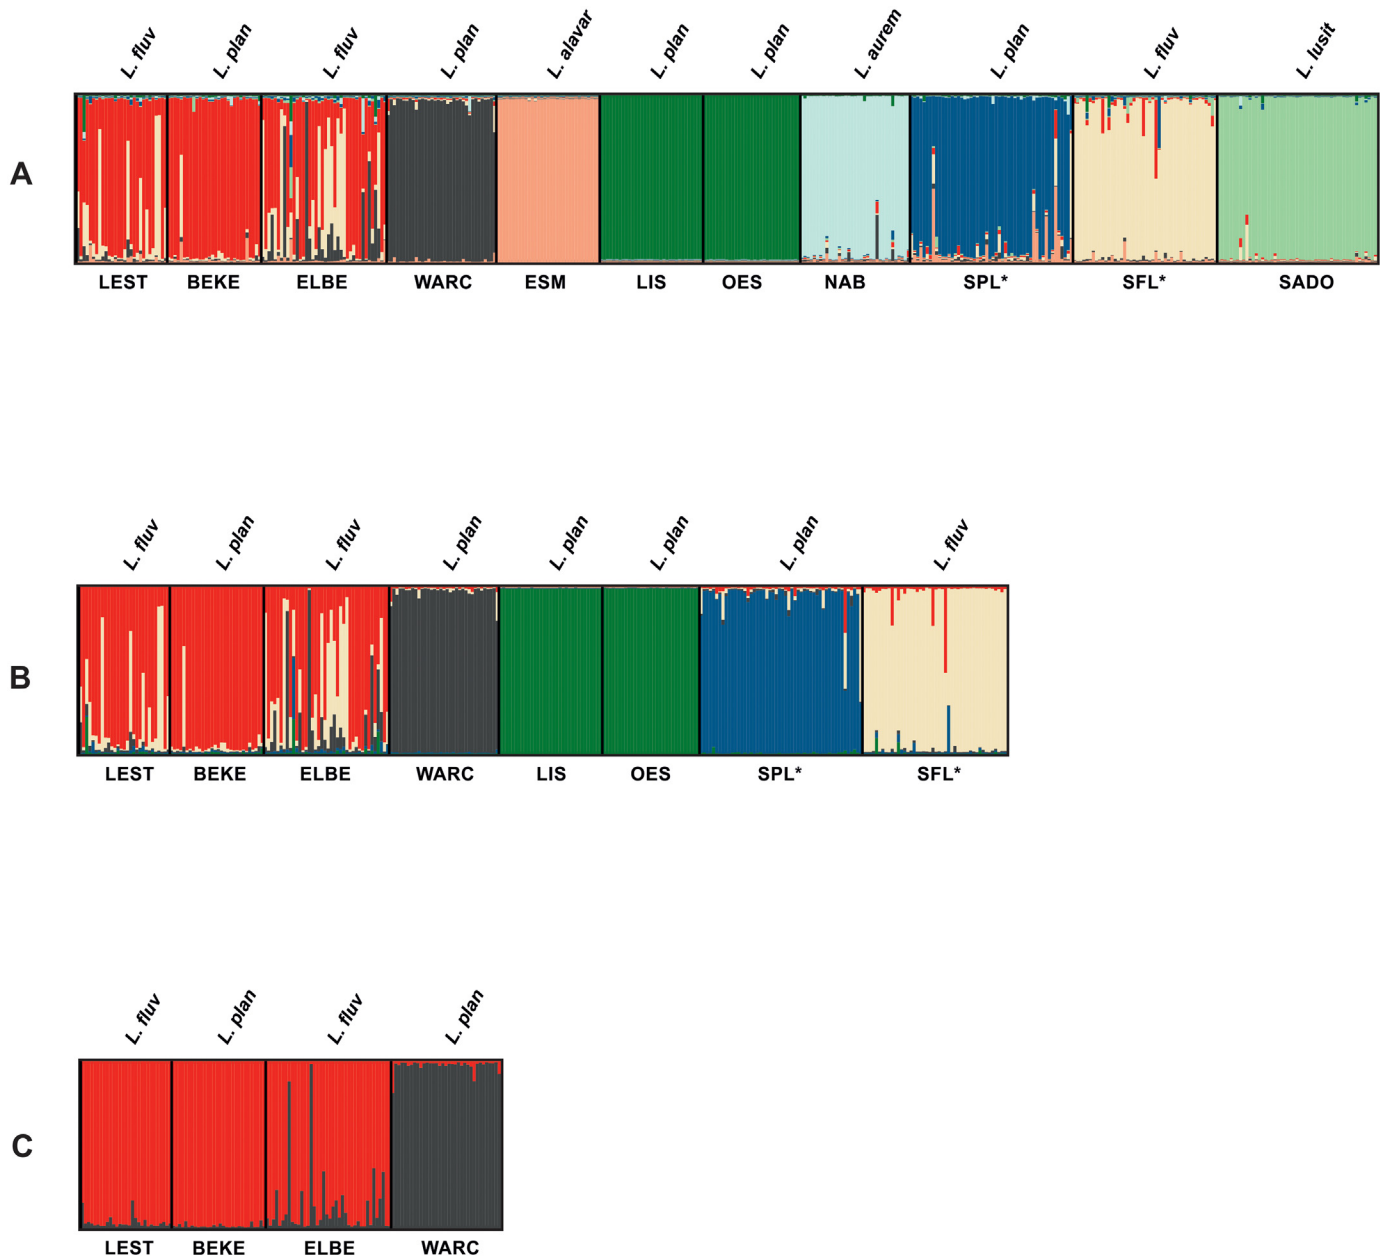 L. fluv L. plan L. fluv L. plan L. alavar L. plan L. plan L. aurem L. plan L. fluv L. lusit
A
LEST BEKE ELBE WARC ESM LIS OES NAB SPL* SFL* SADO
L. fluv L. plan L. fluv L. plan L. plan L. plan L. plan L. fluv
B
LEST BEKE ELBE WARC LIS OES SPL* SFL*
L. fluv L. plan L. fluv L. plan
C
LEST BEKE ELBE WARC